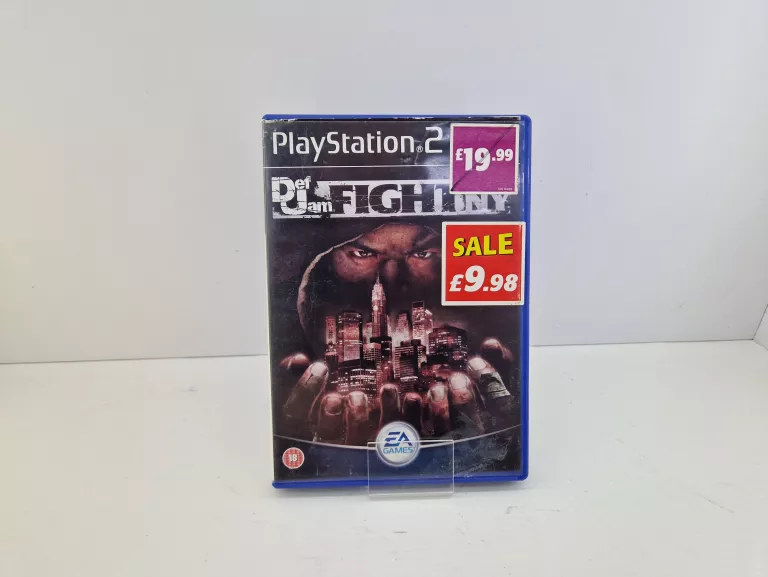 PlayStation®2
£19.99
Def
Jam
FIGHT
NY
SALE
£9.98
EA
GAMES
18